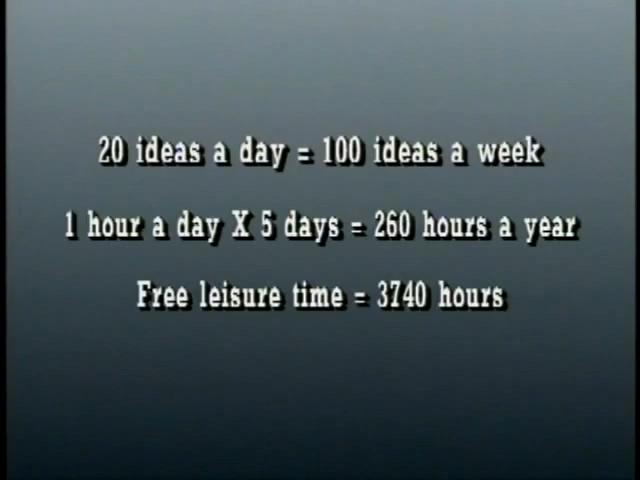 20 ideas a day = 100 ideas a week
1 hour a day X 5 days = 260 hours a year
Free leisure time = 3740 hours